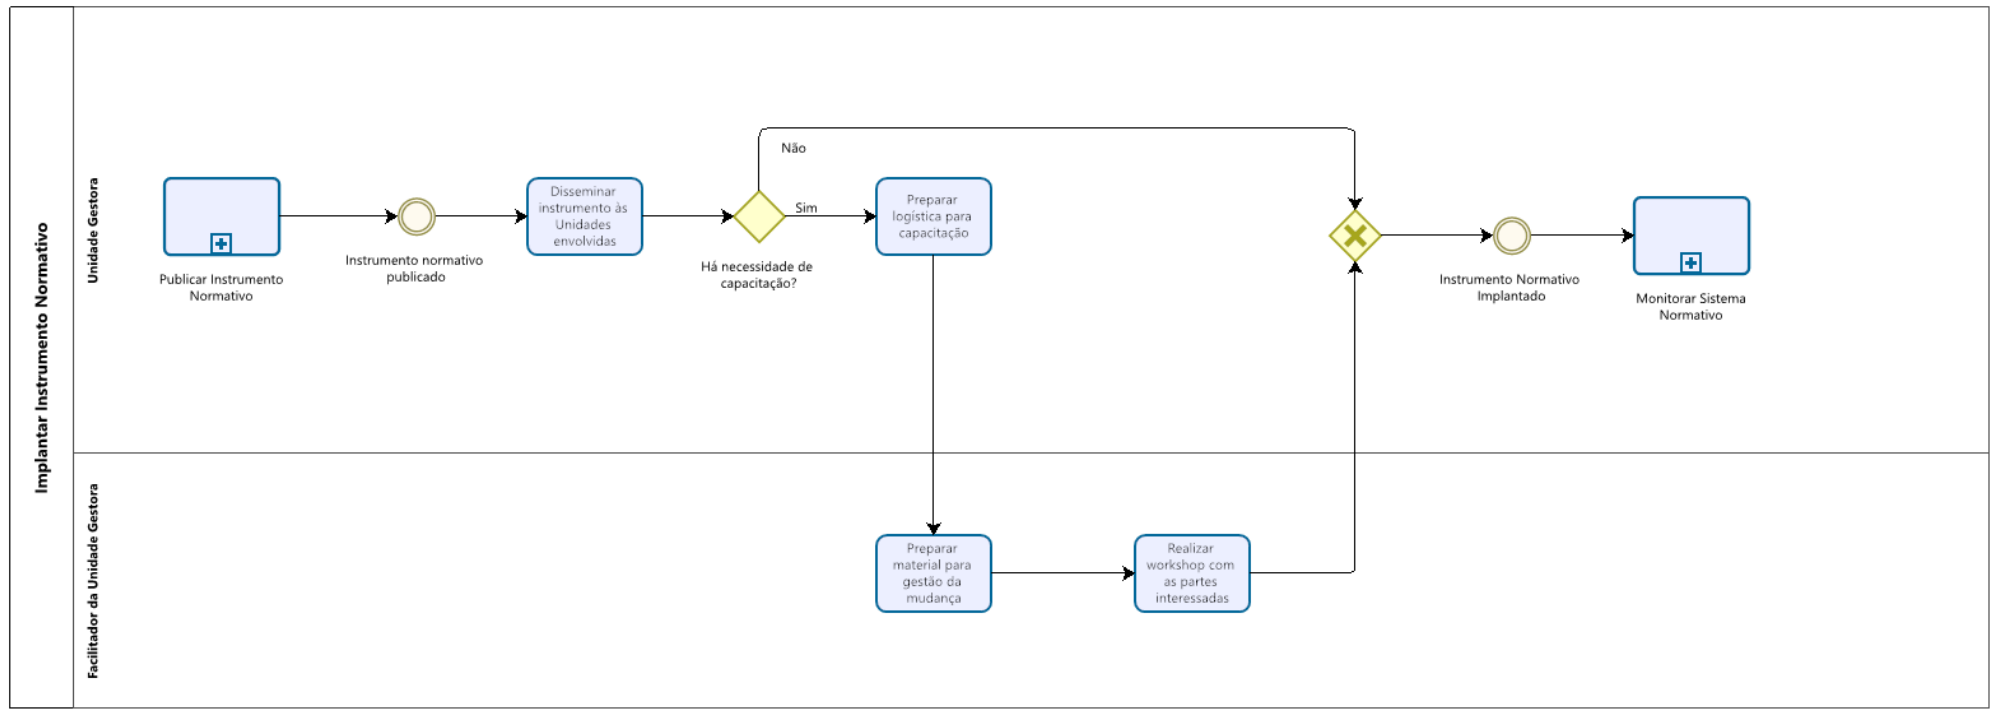 Implantar Instrumento Normativo
Unidade Gestora
Publicar Instrumento
Normativo
Instrumento normativo
publicado
Disseminar
instrumento às
Unidades
envolvidas
Há necessidade de
capacitação?
Não
Sim
Preparar
logística para
capacitação
Instrumento Normativo
Implantado
Monitorar Sistema
Normativo
Facilitador da Unidade Gestora
Preparar
material para
gestão da
mudança
Realizar
workshop com
as partes
interessadas